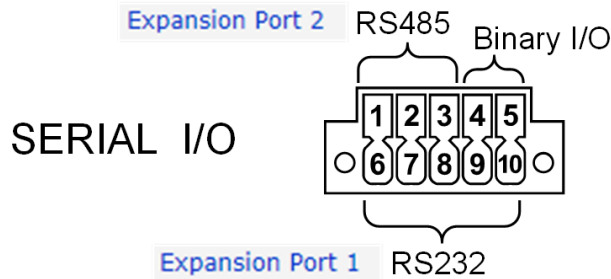 Expansion Port 2 RS485 Binary I/O
SERIAL I/O
1 2 3 4 5
6 7 8 9 10
Expansion Port 1 RS232